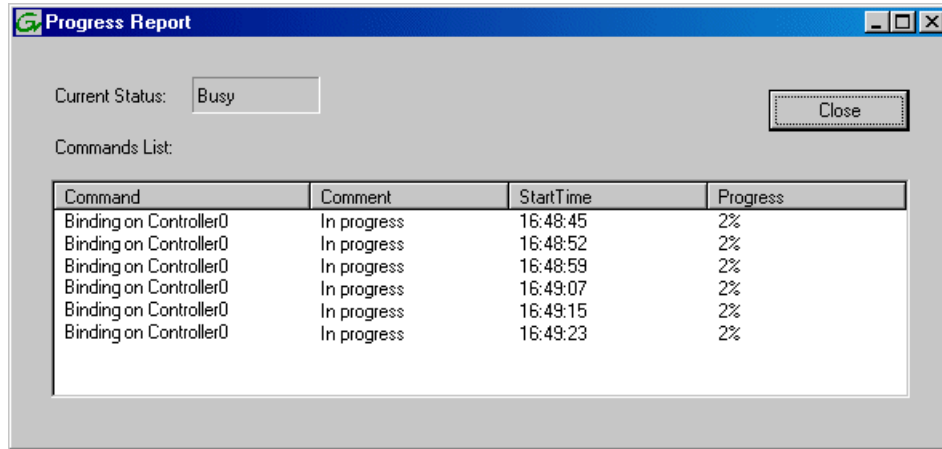 Progress Report
Current Status: Busy
Close
Commands List:
Command Comment StartTime Progress
Binding on Controller0 In progress 16:48:45 2%
Binding on Controller0 In progress 16:48:52 2%
Binding on Controller0 In progress 16:48:59 2%
Binding on Controller0 In progress 16:49:07 2%
Binding on Controller0 In progress 16:49:15 2%
Binding on Controller0 In progress 16:49:23 2%